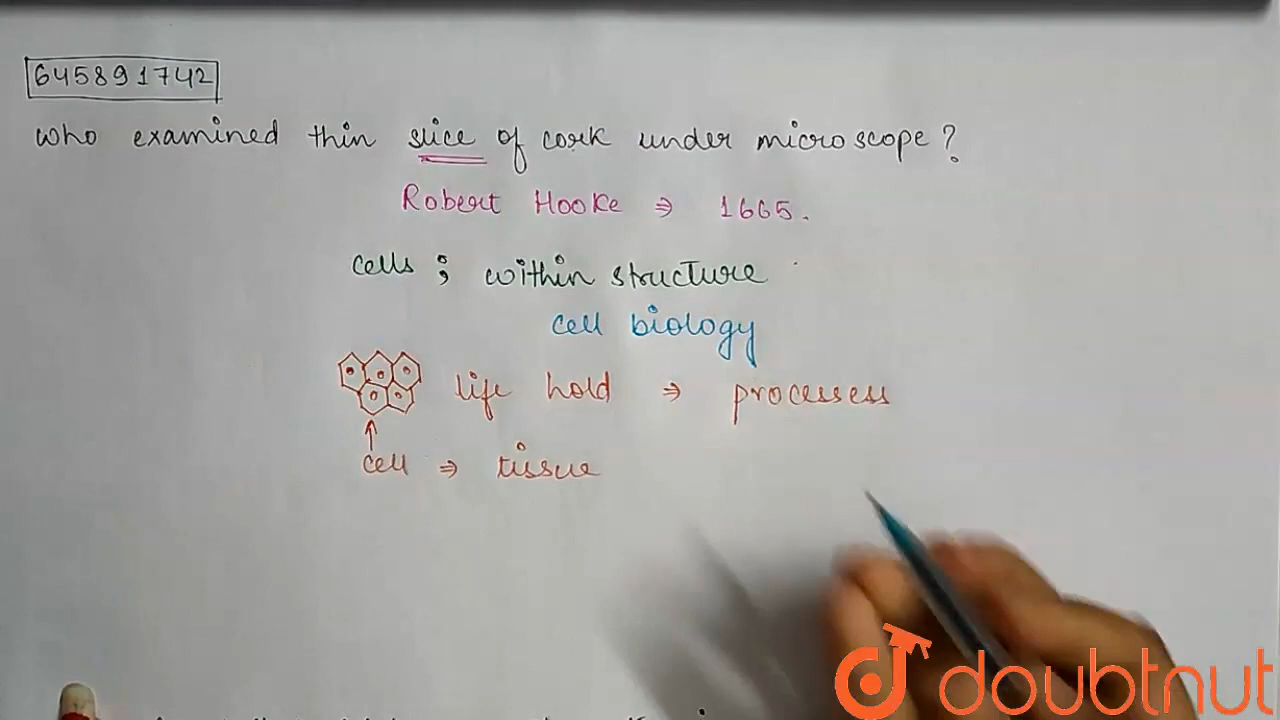 645891742
who examined thin slice of cork under microscope?
Robert Hooke ⇒ 1665.
cells ; within structure
cell biology
life hold ⇒ processess
cell ⇒ tissue
doubtnut